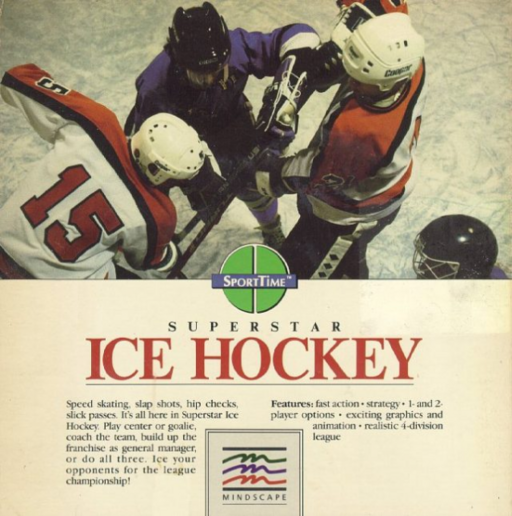 5
15
Cooper
SPORTTIME™
SUPERSTAR
ICE HOCKEY
Speed skating, slap shots, hip checks,
slick passes. It's all here in Superstar Ice
Hockey. Play center or goalie,
coach the team, build up the
franchise as general manager,
or do all three. Ice your
opponents for the league
championship!
Features: fast action • strategy • 1- and 2-
player options • exciting graphics and
animation • realistic 4-division
league
MINDSCAPE